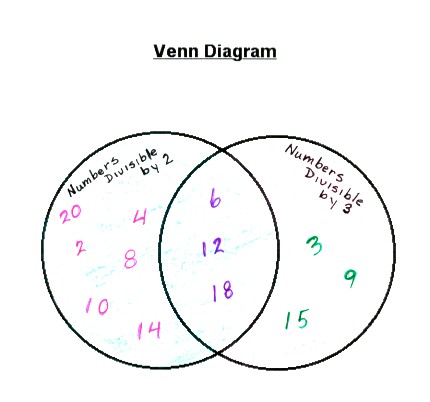 Venn Diagram
Numbers
Divisible
by 2
Numbers
Divisible
by 3
20
4
2
8
10
14
6
12
18
3
9
15